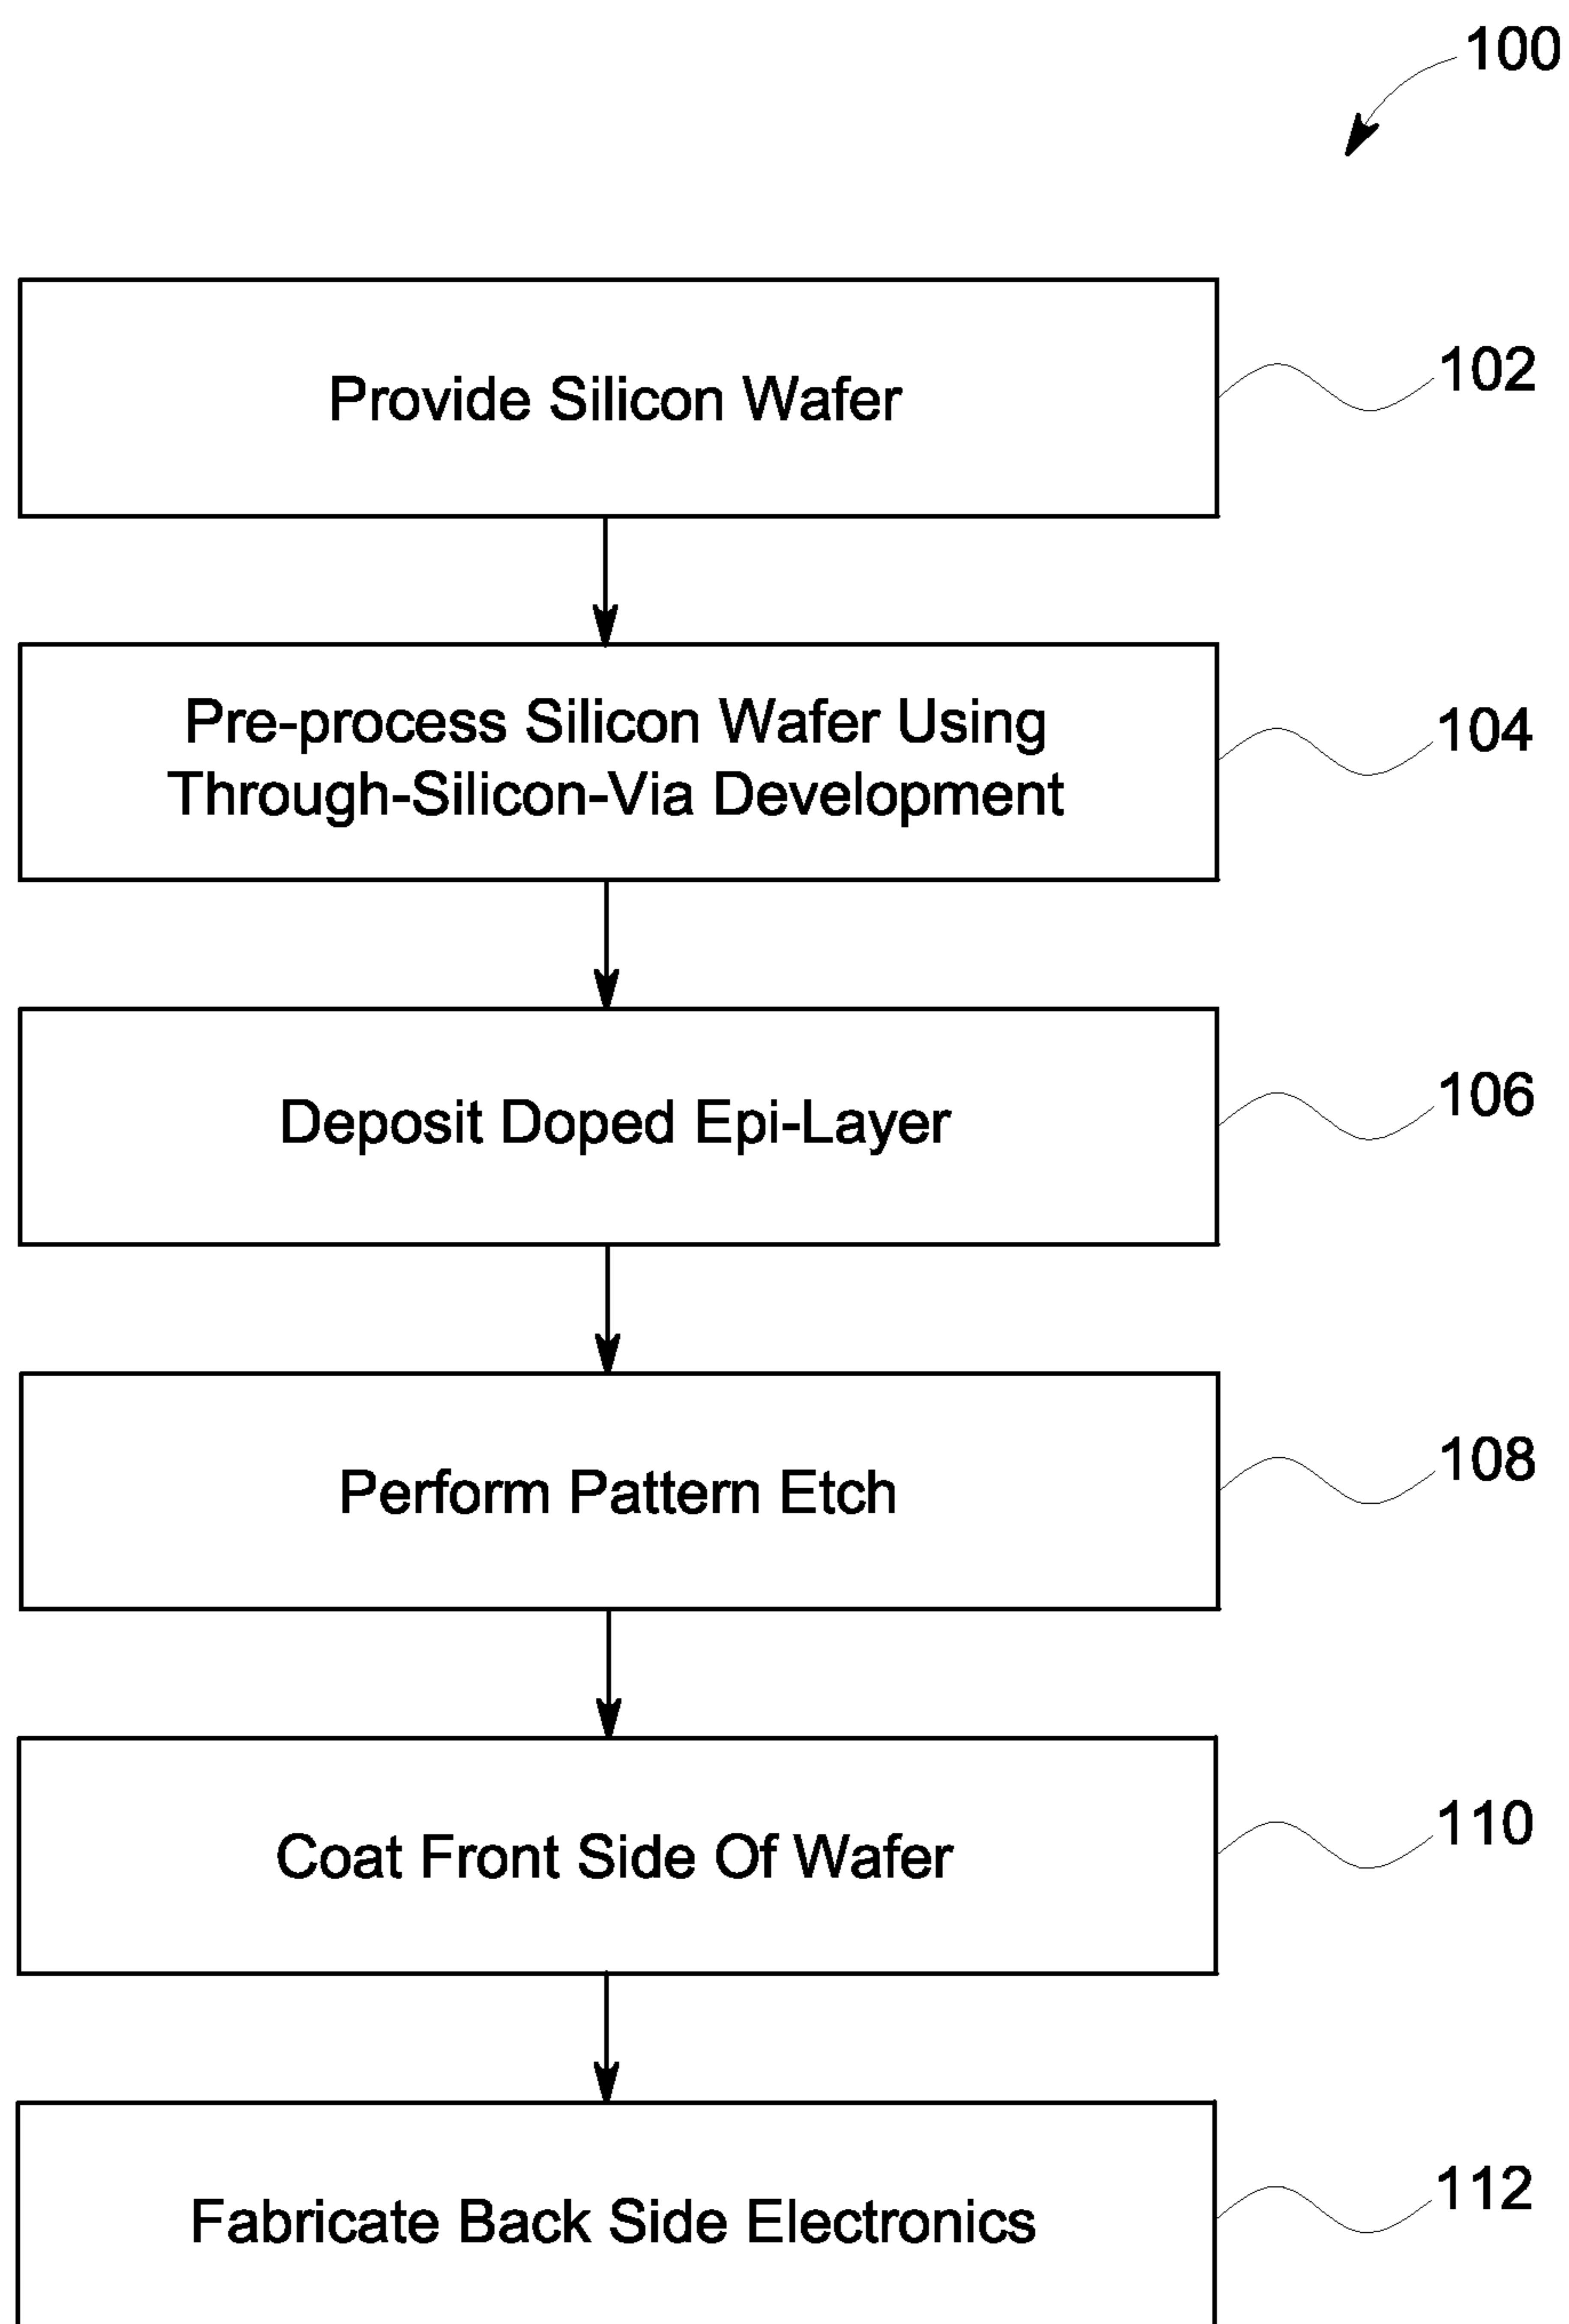 100
Provide Silicon Wafer
102
Pre-process Silicon Wafer Using
Through-Silicon-Via Development
104
Deposit Doped Epi-Layer
106
Perform Pattern Etch
108
Coat Front Side Of Wafer
110
Fabricate Back Side Electronics
112